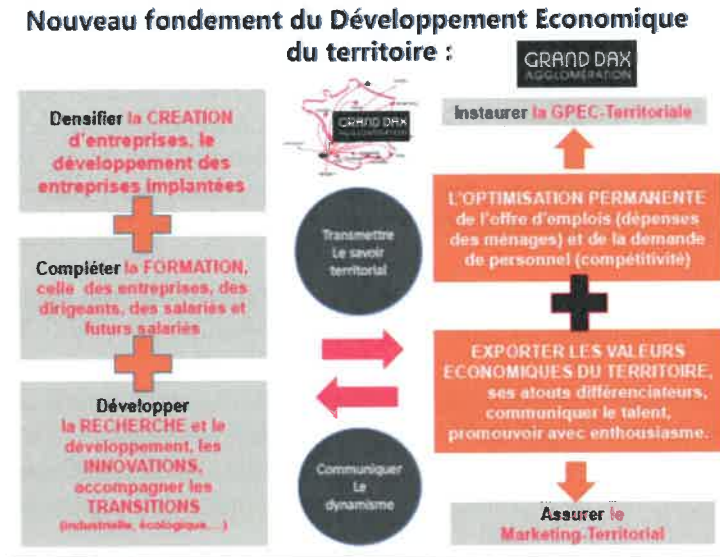 Nouveau fondement du Développement Economique
du territoire :
GRAND DAX
AGGLOMÉRATION
Densifier la CREATION
d'entreprises, le
développement des
entreprises implantées
Compléter la FORMATION,
celle des entreprises, des
dirigeants, des salariés et
futurs salariés
Développer
la RECHERCHE et le
développement, les
INNOVATIONS,
accompagner les
TRANSITIONS
(industrielle, écologique,...)
GRAND DAX
AGGLOMÉRATION
Transmettre
Le savoir
territorial
Communiquer
Le
dynamisme
Instaurer la GPEC-Territoriale
L'OPTIMISATION PERMANENTE
de l'offre d'emplois (dépenses
des ménages) et de la demande
de personnel (compétitivité)
EXPORTER LES VALEURS
ECONOMIQUES DU TERRITOIRE,
ses atouts différenciateurs,
communiquer le talent,
promouvoir avec enthousiasme.
Assurer le
Marketing-Territorial